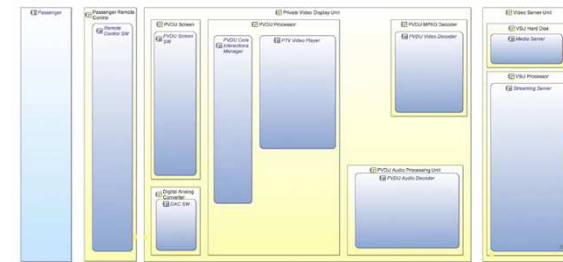 Passenger
Passenger Remote
Control
Remote
Control SW
Private Video Display Unit
PVDU Screen
PVDU Screen
SW
Digital Analog
Converter
DAC SW
PVDU Processor
PVDU Core
Interactions
Manager
PTV Video Player
PVDU MPEG Decoder
PVDU Video Decoder
PVDU Audio Processing Unit
PVDU Audio Decoder
Video Server Unit
VSU Hard Disk
Media Server
VSU Processor
Streaming Server